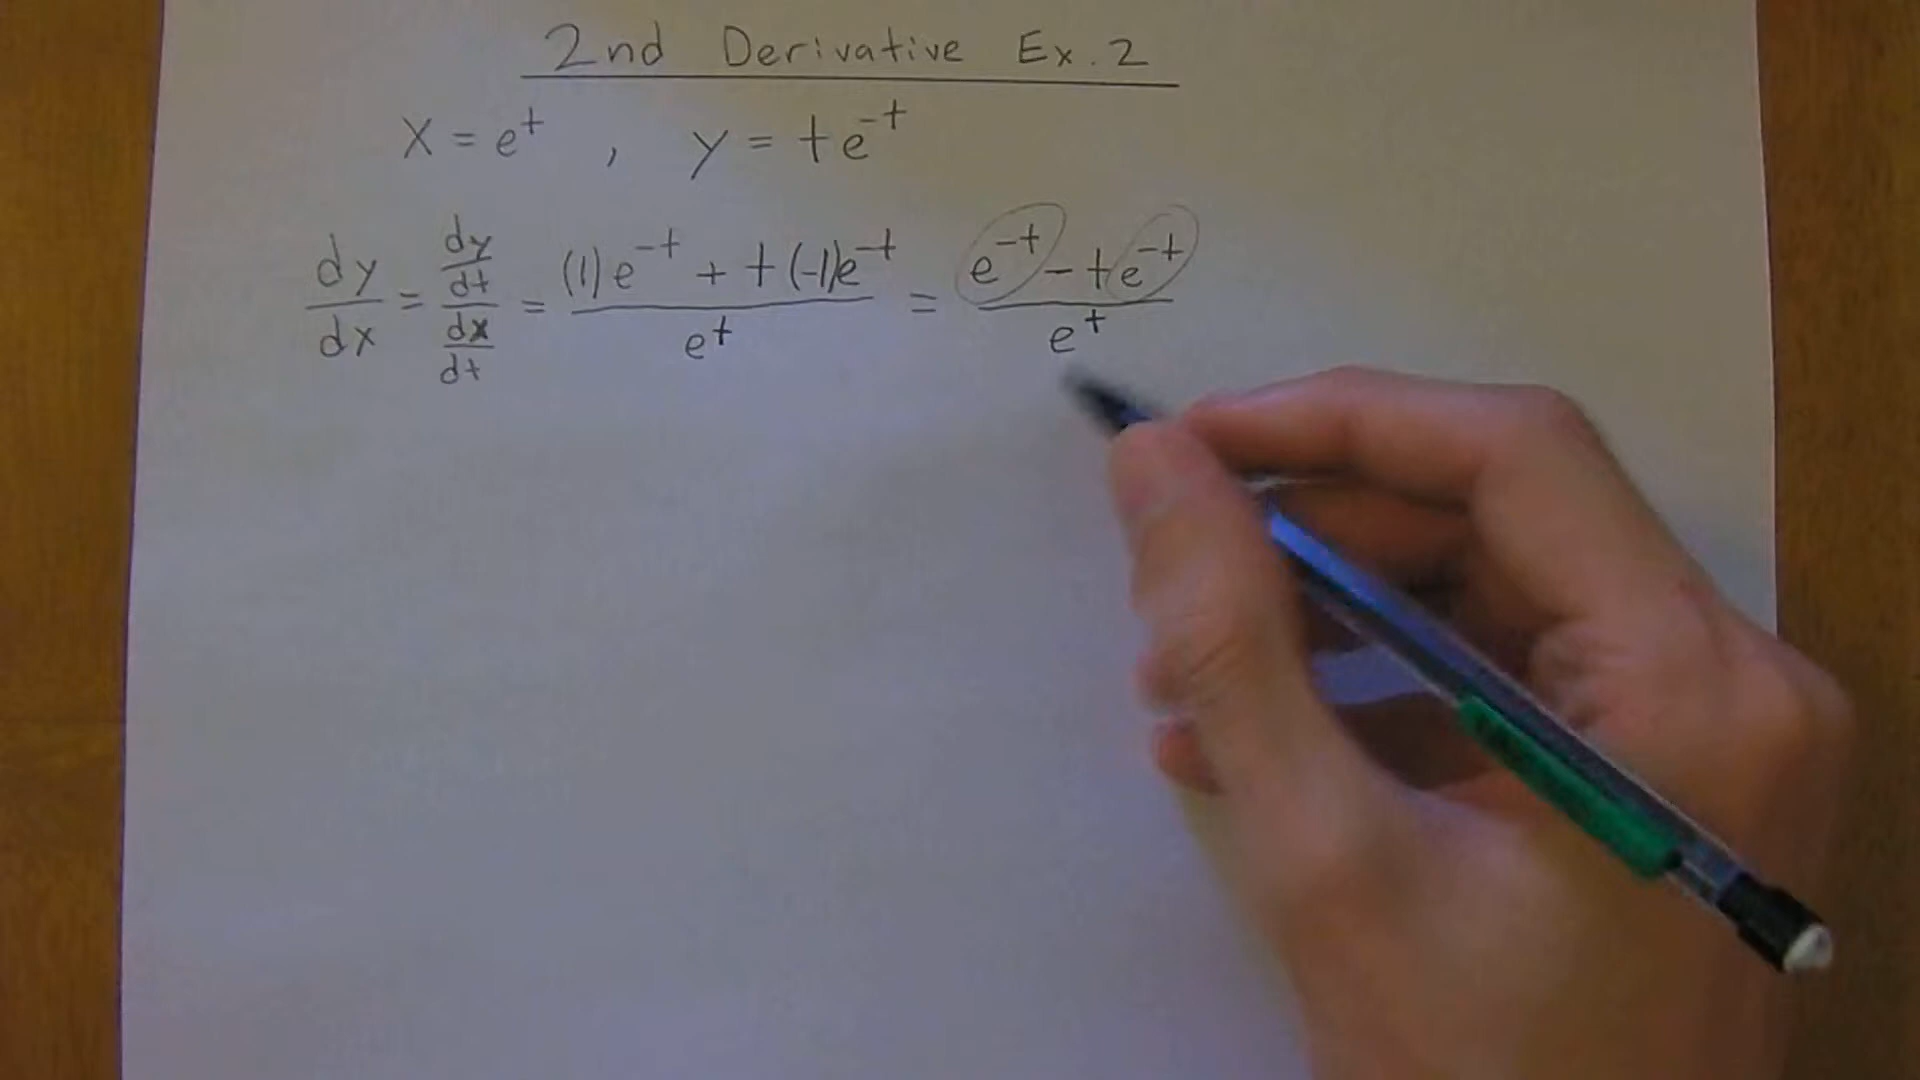 2nd Derivative Ex. 2
x = e^t , y = te^-t
dy/dx = (dy/dt)/(dx/dt) = ((1)e^-t + t(-1)e^-t)/e^t = (e^-t - te^-t)/e^t